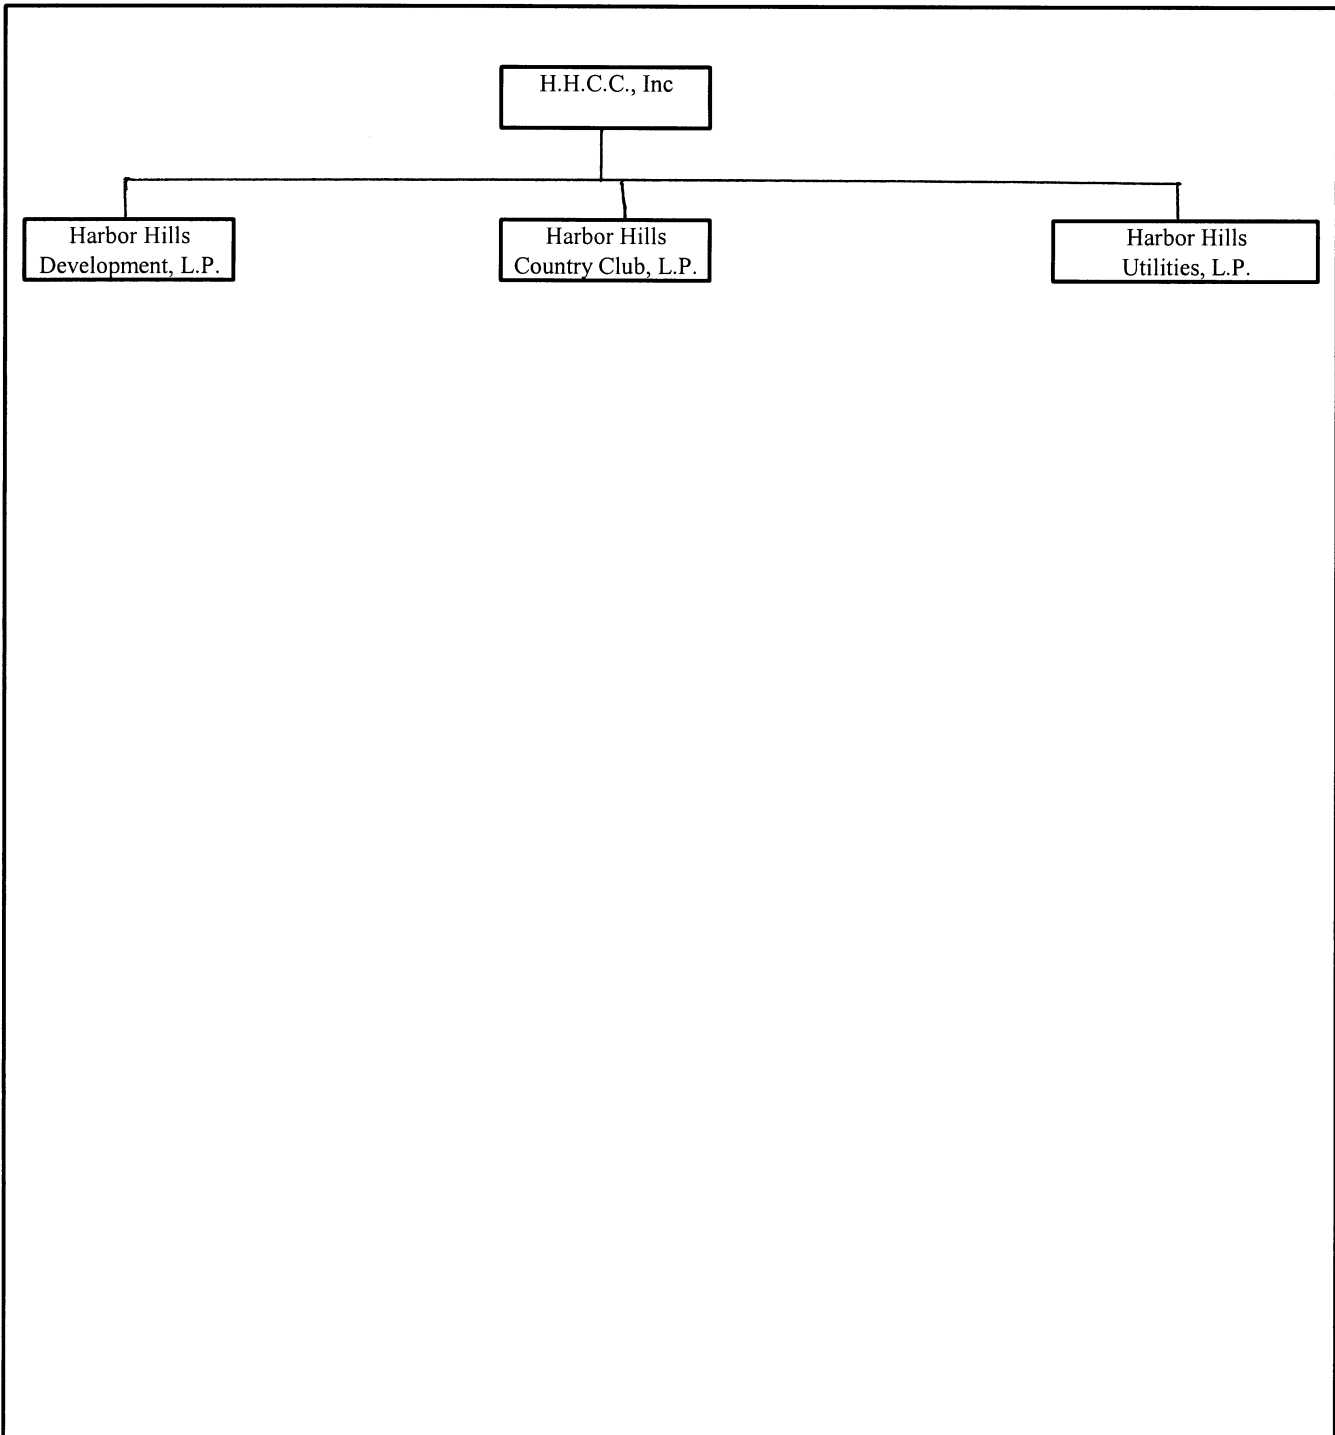 H.H.C.C., Inc
Harbor Hills
Development, L.P.
Harbor Hills
Country Club, L.P.
Harbor Hills
Utilities, L.P.